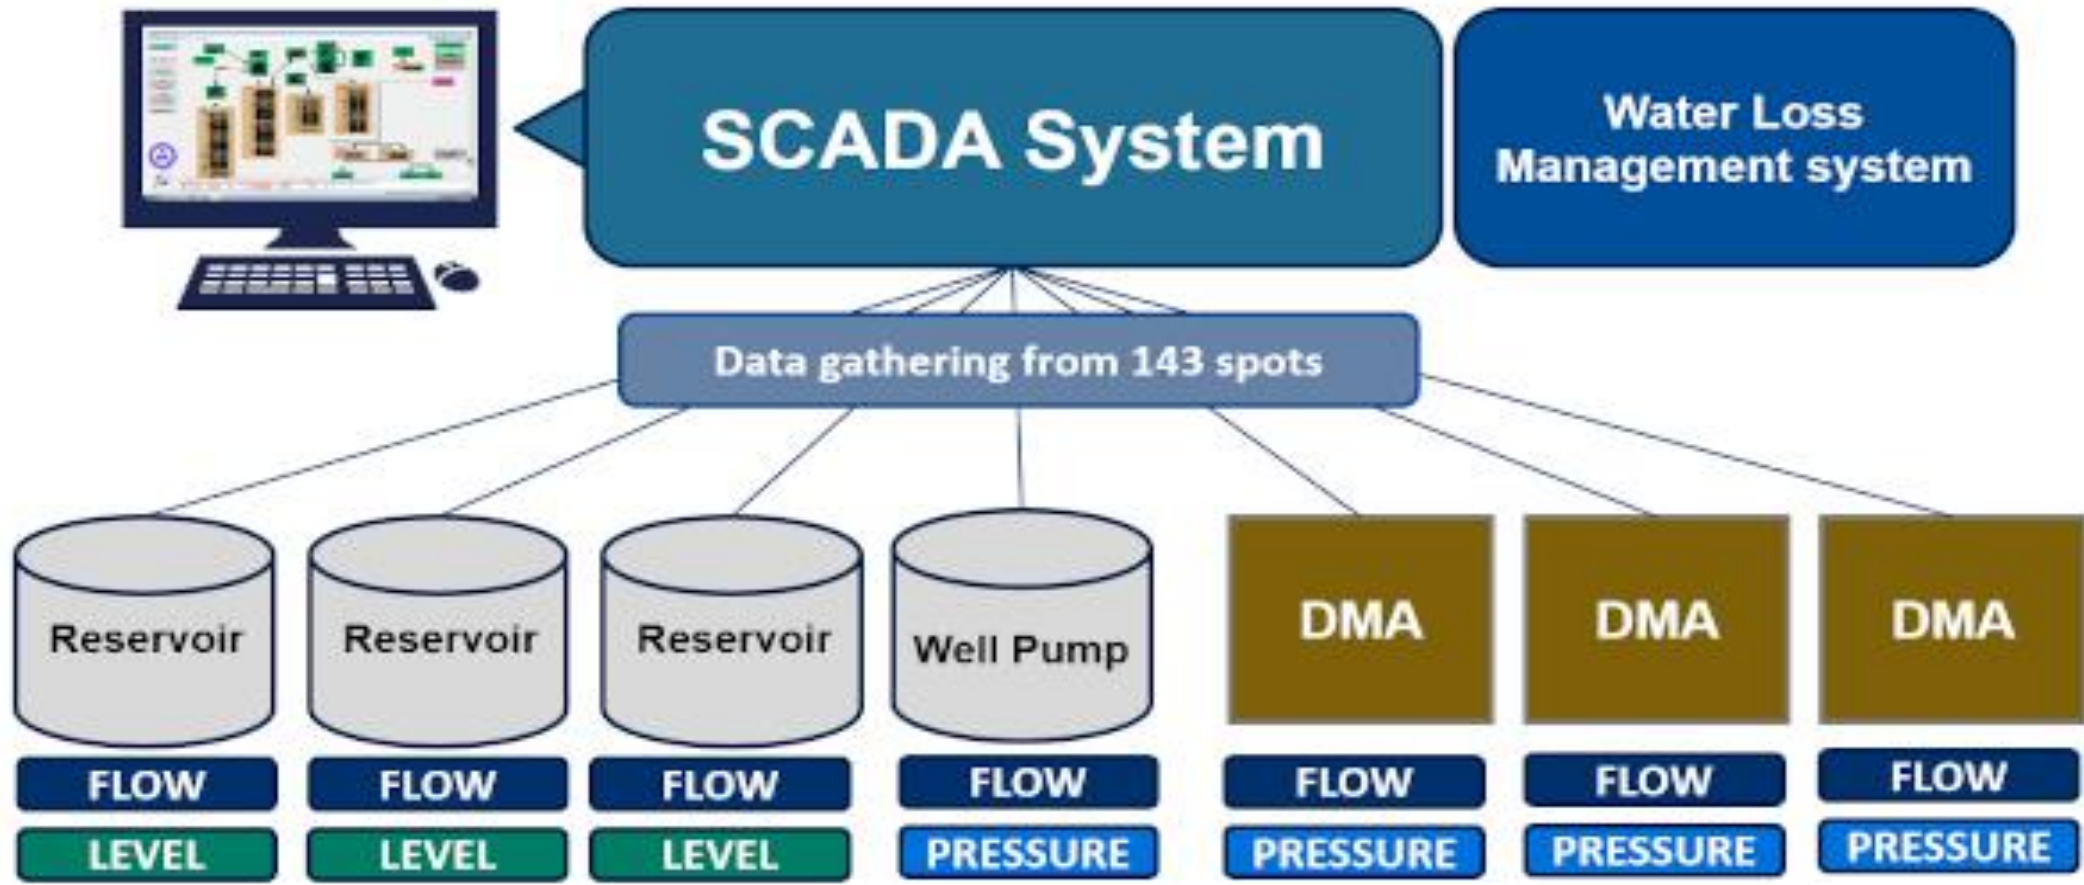 SCADA System
Water Loss
Management system
Data gathering from 143 spots
Reservoir
Reservoir
Reservoir
Well Pump
DMA
DMA
DMA
FLOW
FLOW
FLOW
FLOW
FLOW
FLOW
FLOW
LEVEL
LEVEL
LEVEL
PRESSURE
PRESSURE
PRESSURE
PRESSURE